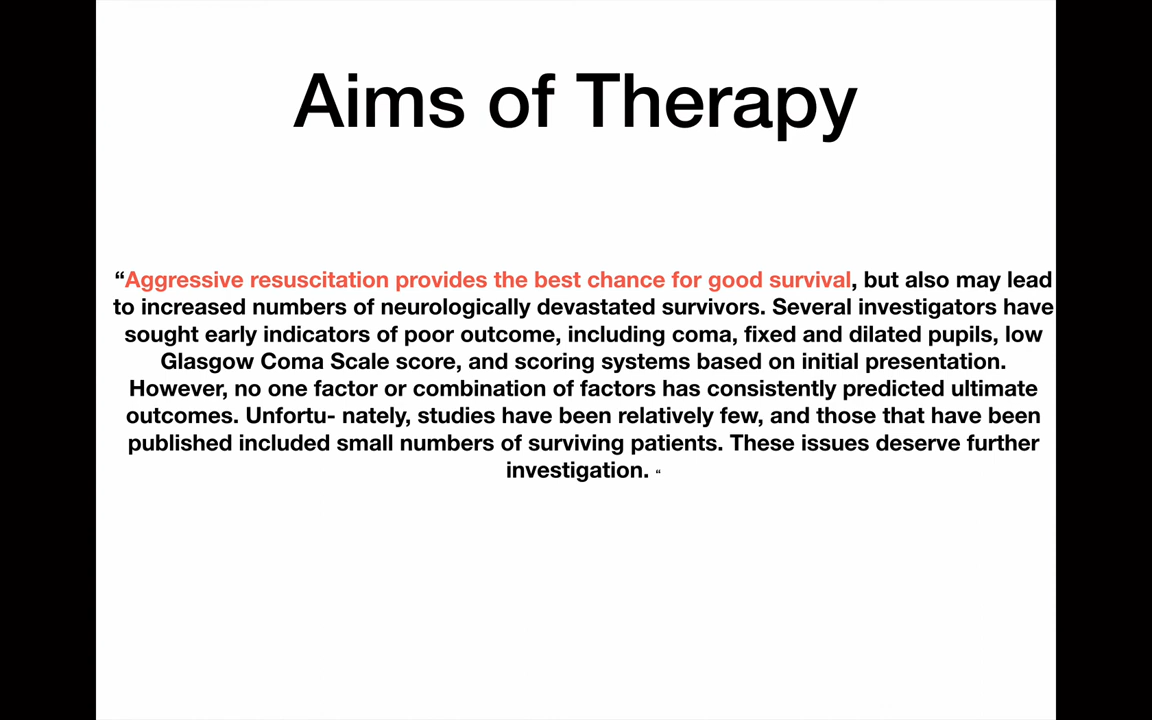 Aims of Therapy
“Aggressive resuscitation provides the best chance for good survival, but also may lead
to increased numbers of neurologically devastated survivors. Several investigators have
sought early indicators of poor outcome, including coma, fixed and dilated pupils, low
Glasgow Coma Scale score, and scoring systems based on initial presentation.
However, no one factor or combination of factors has consistently predicted ultimate
outcomes. Unfortu- nately, studies have been relatively few, and those that have been
published included small numbers of surviving patients. These issues deserve further
investigation. “